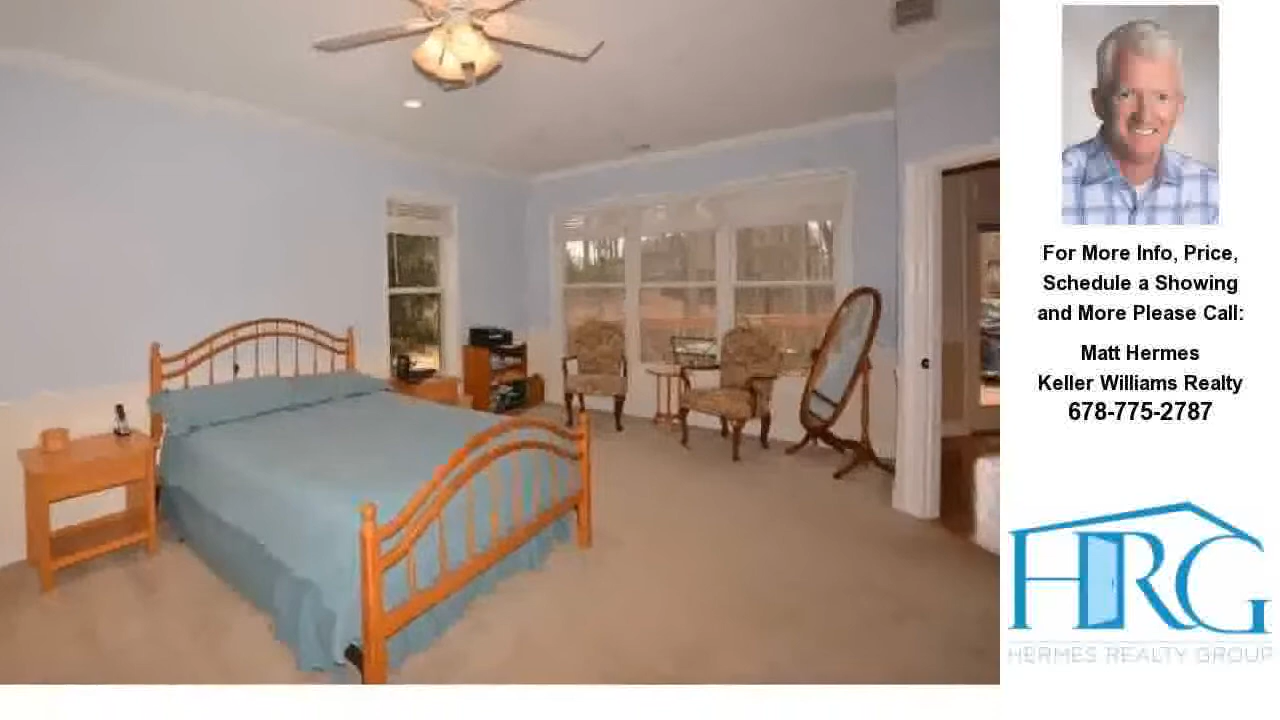 For More Info, Price,
Schedule a Showing
and More Please Call:
Matt Hermes
Keller Williams Realty
678-775-2787
HRG
HERMES REALTY GROUP